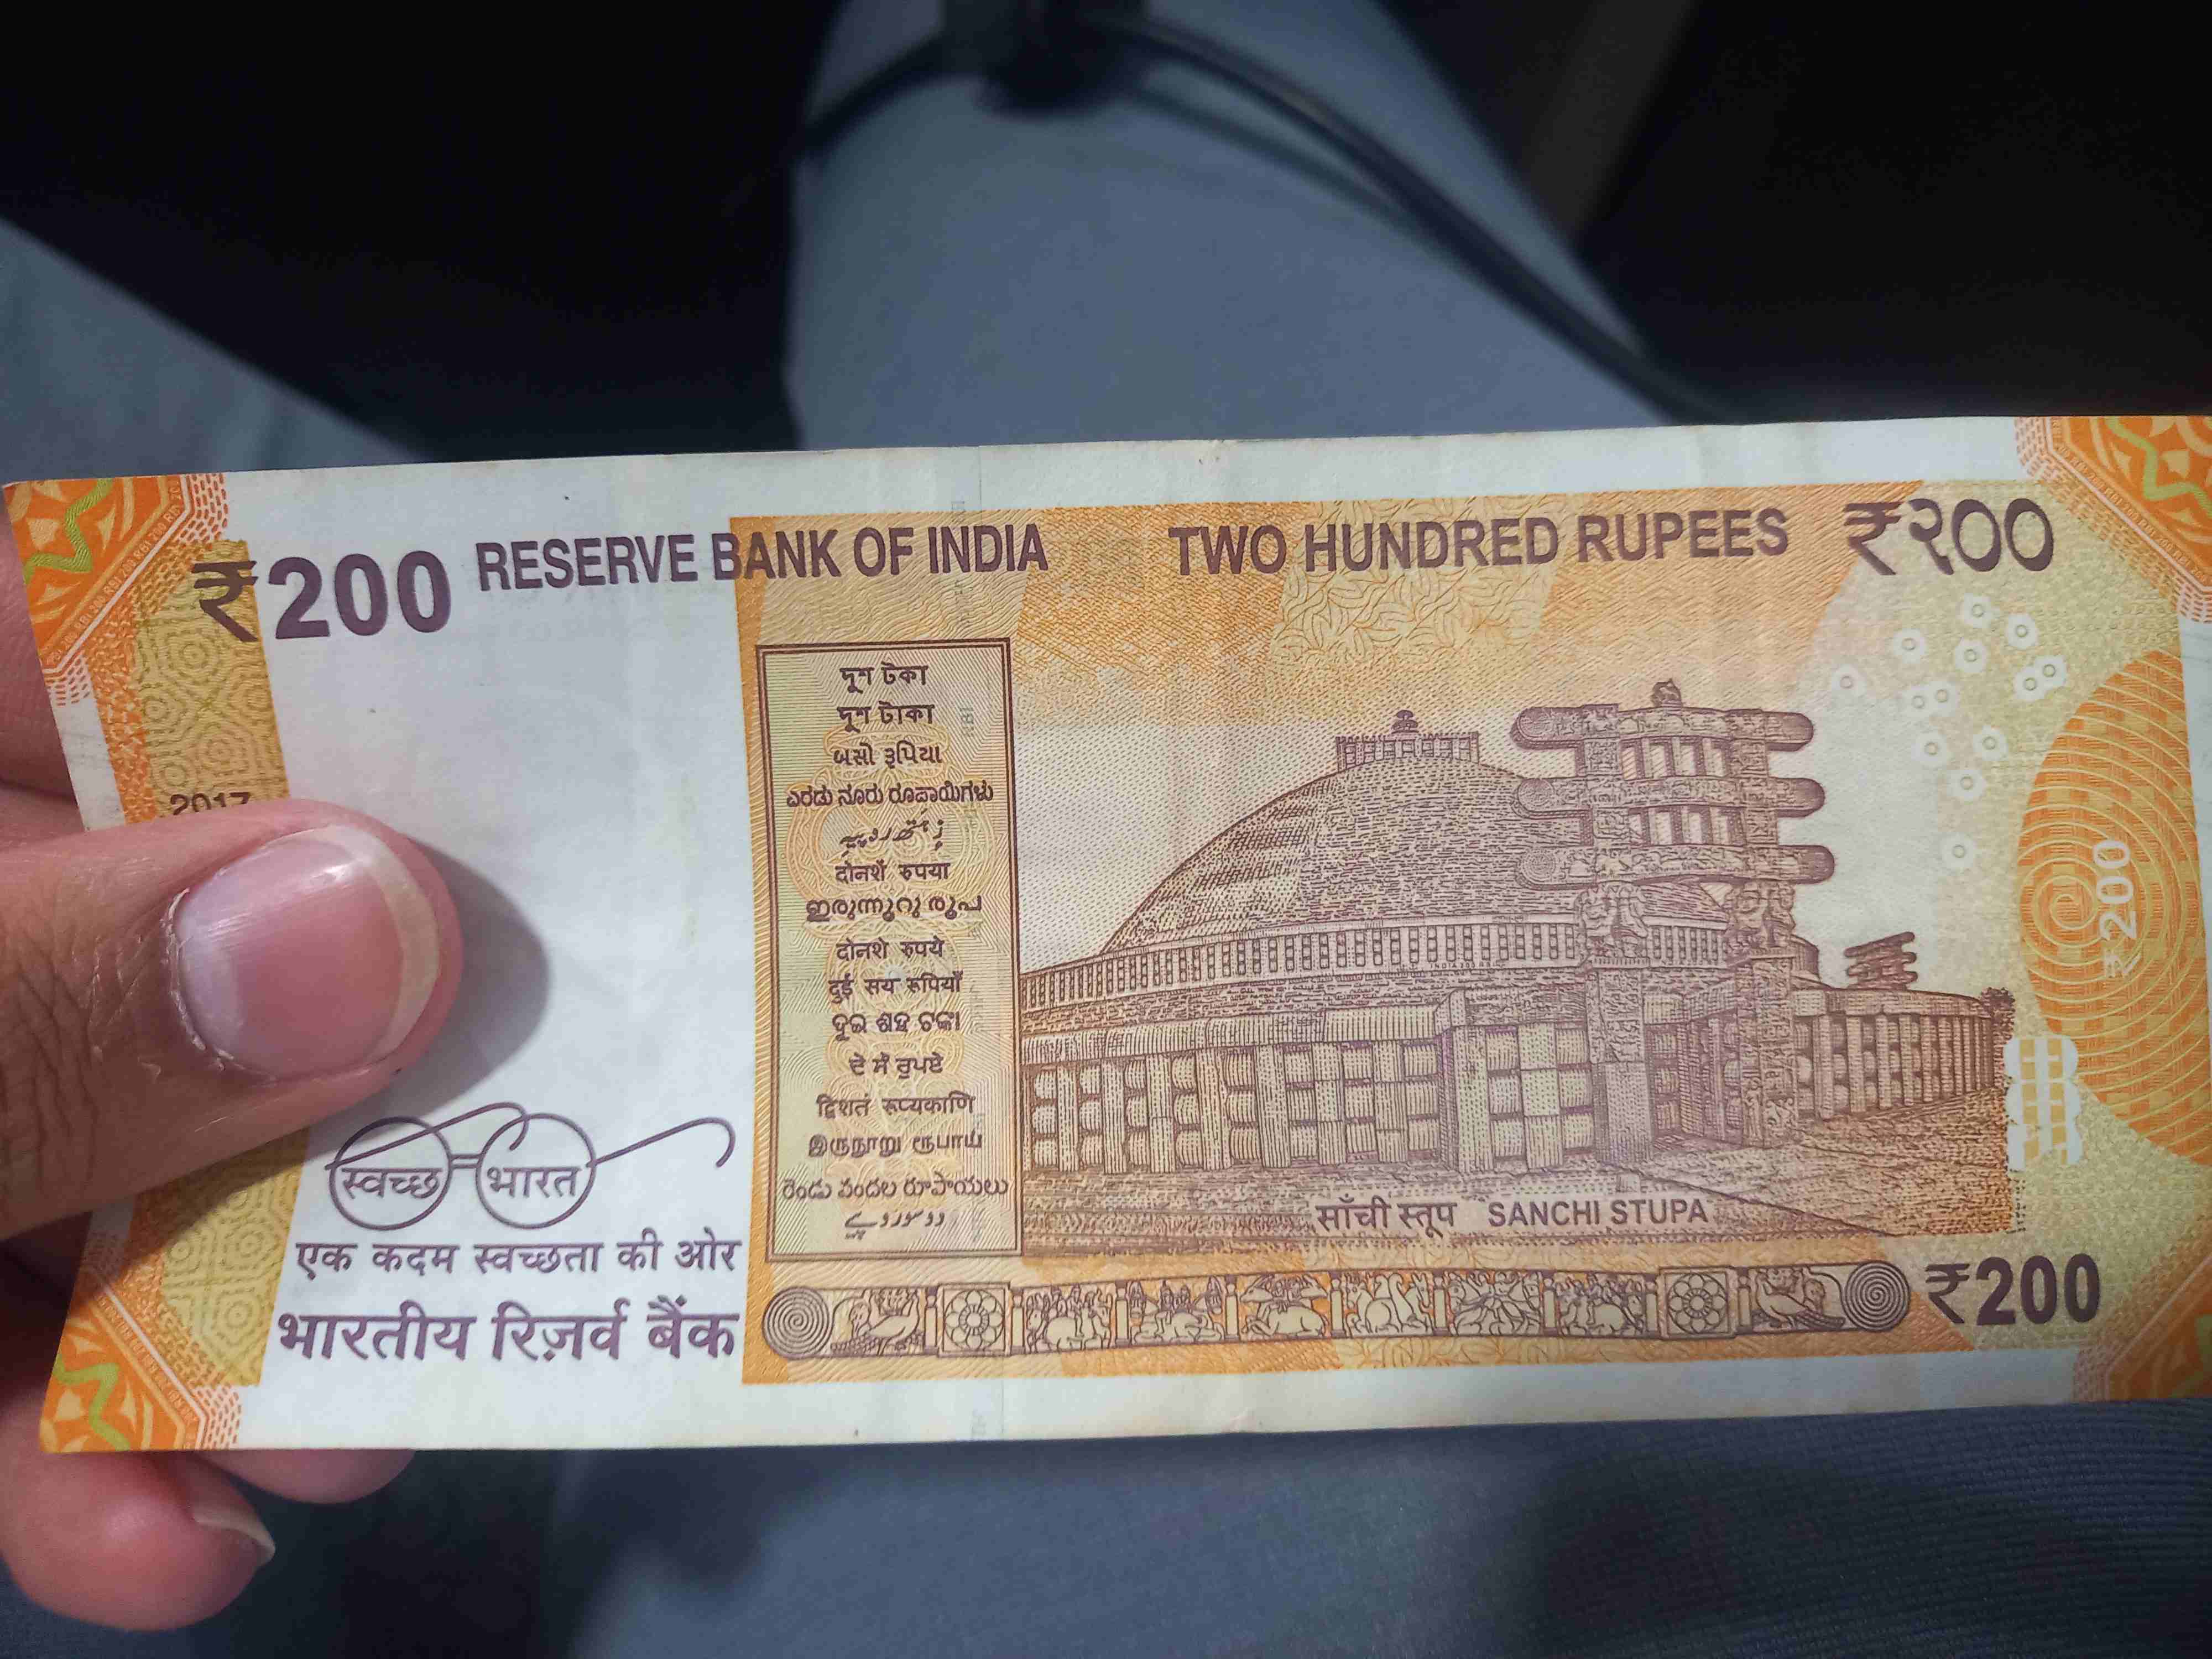 ₹200 RESERVE BANK OF INDIA TWO HUNDRED RUPEES ₹२००
দুশ টকা
দুশ টাকা
બસો રૂપિયા
ಎರಡು ನೂರು ರೂಪಾಯಿಗಳು
दोनशें रुपया
ഇരുന്നൂറു രൂപ
दोनशे रुपये
दुई सय रूपियाँ
ଦୁଇ ଶହ ଟଙ୍କା
ਦੋ ਸੌ ਰੁਪਏ
द्विशतं रूप्यकाणि
இருநூறு ரூபாய்
రెండు వందల రూపాయలు
دو سو روپے
2017
₹200
स्वच्छ भारत
एक कदम स्वच्छता की ओर
भारतीय रिज़र्व बैंक
साँची स्तूप SANCHI STUPA
₹200